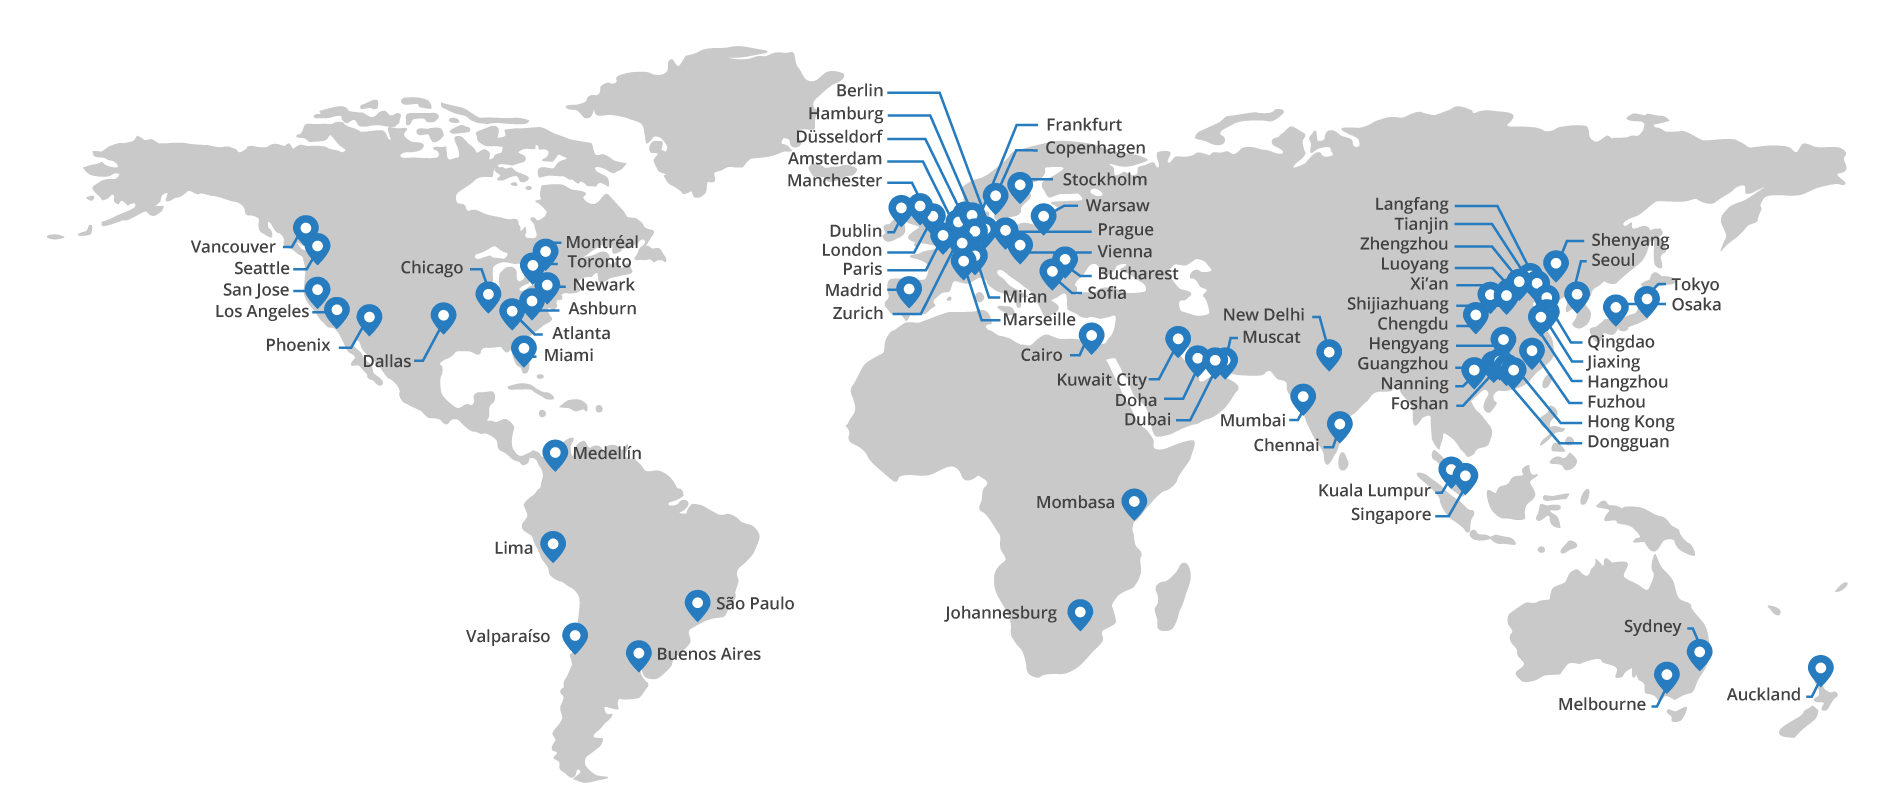 Vancouver
Seattle
San Jose
Los Angeles
Phoenix
Dallas
Chicago
Montréal
Toronto
Newark
Ashburn
Atlanta
Miami
Medellín
Lima
São Paulo
Valparaíso
Buenos Aires
Berlin
Hamburg
Düsseldorf
Amsterdam
Manchester
Dublin
London
Paris
Madrid
Zurich
Frankfurt
Copenhagen
Stockholm
Warsaw
Prague
Vienna
Bucharest
Sofia
Milan
Marseille
Cairo
Kuwait City
Doha
Dubai
Muscat
New Delhi
Mumbai
Chennai
Mombasa
Johannesburg
Langfang
Tianjin
Zhengzhou
Luoyang
Xi’an
Shijiazhuang
Chengdu
Hengyang
Guangzhou
Nanning
Foshan
Shenyang
Seoul
Tokyo
Osaka
Qingdao
Jiaxing
Hangzhou
Fuzhou
Hong Kong
Dongguan
Kuala Lumpur
Singapore
Sydney
Melbourne
Auckland